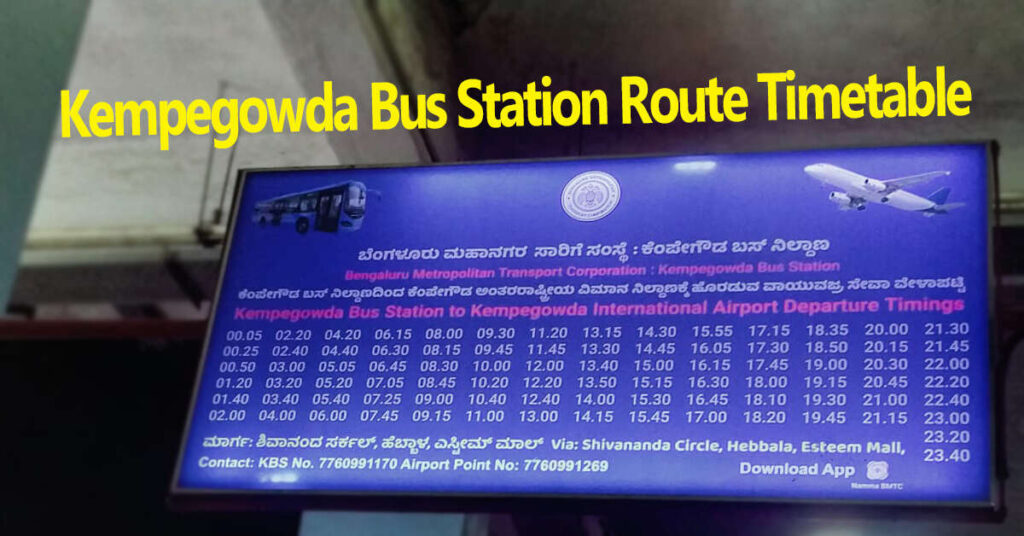 Kempegowda Bus Station Route Timetable
ಬೆಂಗಳೂರು ಮಹಾನಗರ ಸಾರಿಗೆ ಸಂಸ್ಥೆ : ಕೆಂಪೇಗೌಡ ಬಸ್ ನಿಲ್ದಾಣ
Bengaluru Metropolitan Transport Corporation : Kempegowda Bus Station
ಕೆಂಪೇಗೌಡ ಬಸ್ ನಿಲ್ದಾಣದಿಂದ ಕೆಂಪೇಗೌಡ ಅಂತರರಾಷ್ಟ್ರೀಯ ವಿಮಾನ ನಿಲ್ದಾಣಕ್ಕೆ ಹೊರಡುವ ವಾಯುವಜ್ರ ಸೇವಾ ವೇಳಾಪಟ್ಟಿ
Kempegowda Bus Station to Kempegowda International Airport Departure Timings
00.05 02.20 04.20 06.15 08.00 09.30 11.20 13.15 14.30 15.55 17.15 18.35 20.00 21.30
00.25 02.40 04.40 06.30 08.15 09.45 11.45 13.30 14.45 16.05 17.30 18.50 20.15 21.45
00.50 03.00 05.05 06.45 08.30 10.00 12.00 13.40 15.00 16.15 17.45 19.00 20.30 22.00
01.20 03.20 05.20 07.05 08.45 10.20 12.20 13.50 15.15 16.30 18.00 19.15 20.45 22.20
01.40 03.40 05.40 07.25 09.00 10.40 12.40 14.00 15.30 16.45 18.10 19.30 21.00 22.40
02.00 04.00 06.00 07.45 09.15 11.00 13.00 14.15 15.45 17.00 18.20 19.45 21.15 23.00
23.20
ಮಾರ್ಗ: ಶಿವಾನಂದ ಸರ್ಕಲ್, ಹೆಬ್ಬಾಳ, ಎಸ್ಟೀಮ್ ಮಾಲ್ Via: Shivananda Circle, Hebbala, Esteem Mall, 23.40
Contact: KBS No. 7760991170 Airport Point No: 7760991269 Download App
Namma BMTC